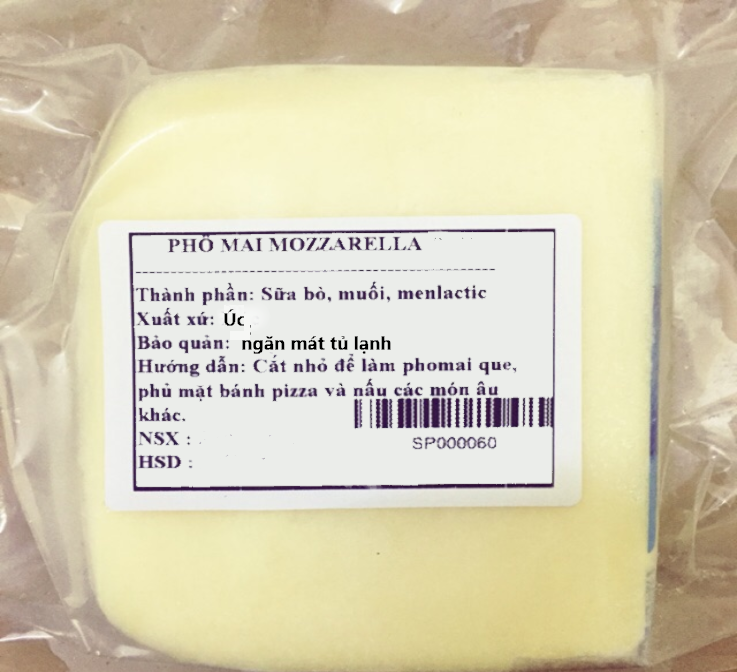 PHÔ MAI MOZZARELLA
Thành phần: Sữa bò, muối, menlactic
Xuất xứ: Úc
Bảo quản: ngăn mát tủ lạnh
Hướng dẫn: Cắt nhỏ để làm phomai que,
phủ mặt bánh pizza và nấu các món âu
khác.
NSX :
SP000060
HSD :